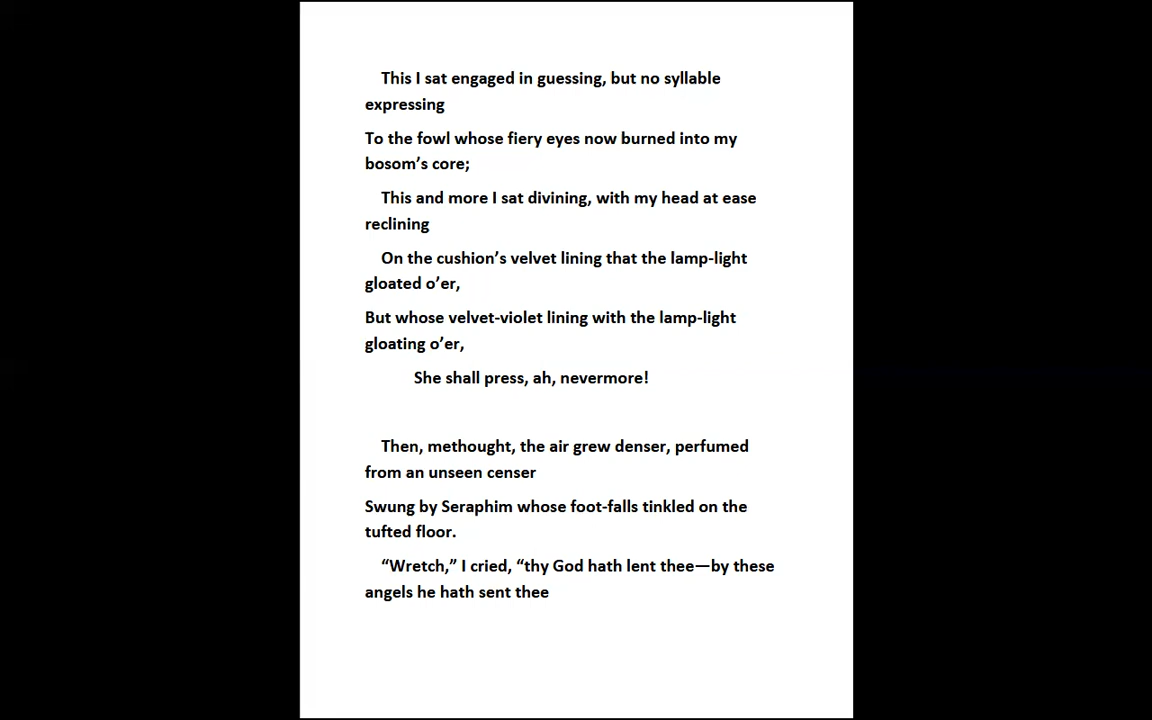 This I sat engaged in guessing, but no syllable
expressing
To the fowl whose fiery eyes now burned into my
bosom’s core;
This and more I sat divining, with my head at ease
reclining
On the cushion’s velvet lining that the lamp-light
gloated o’er,
But whose velvet-violet lining with the lamp-light
gloating o’er,
She shall press, ah, nevermore!
Then, methought, the air grew denser, perfumed
from an unseen censer
Swung by Seraphim whose foot-falls tinkled on the
tufted floor.
“Wretch,” I cried, “thy God hath lent thee—by these
angels he hath sent thee